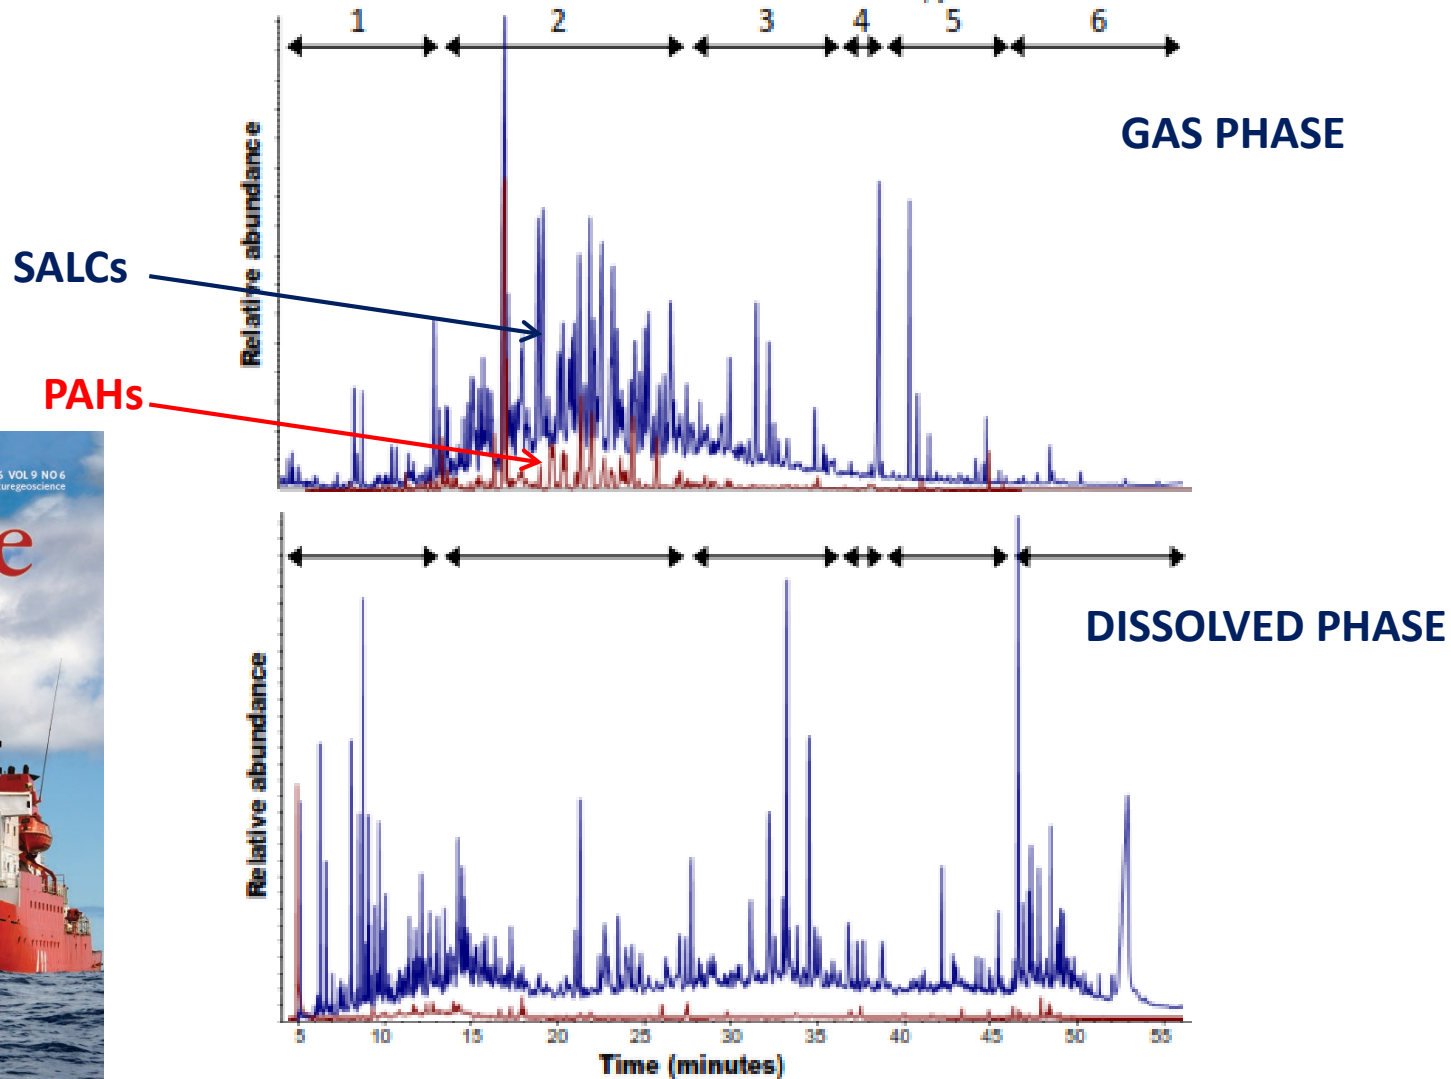 1 2 3 4 5 6
Relative abundance
GAS PHASE
SALCs
PAHs
VOL 9 NO 6
uregeoscience
e
Relative abundance
DISSOLVED PHASE
5 10 15 20 25 30 35 40 45 50 55
Time (minutes)